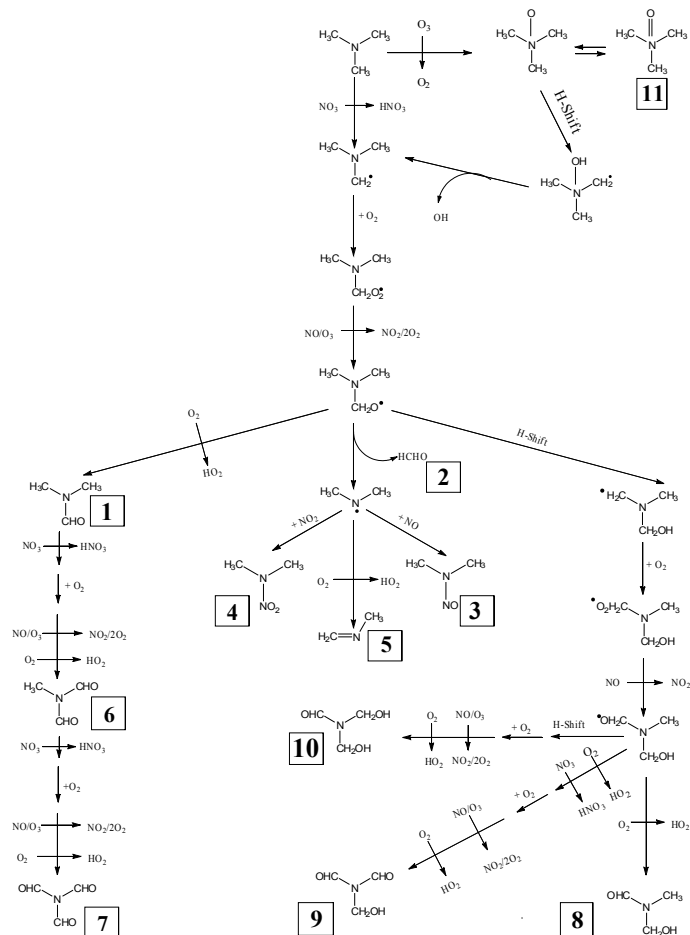 O3
O2
H3C N CH3
CH3
O
H3C N CH3
CH3
O
H3C N CH3
CH3
11
NO3 HNO3
H-Shift
OH
H3C N CH2•
CH3
OH
H3C N CH3
CH2•
+ O2
H3C N CH3
CH2O2•
NO/O3 NO2/2O2
H3C N CH3
CH2O•
O2
HO2
HCHO
2
H-Shift
H3C N CH3
CHO
1
H3C N• CH3
•H2C N CH3
CH2OH
+ NO2
+ NO
NO3 HNO3
+ O2
+ O2
H3C N CH3
NO2
4
O2 HO2
H3C N CH3
NO
3
•O2H2C N CH3
CH2OH
NO/O3 NO2/2O2
O2 HO2
CH3
H2C=N
5
NO NO2
H3C N CHO
CHO
6
OHC N CH2OH
CH2OH
10
O2
HO2
NO/O3
NO2/2O2
+ O2
H-Shift
•OH2C N CH3
CH2OH
NO3 HNO3
+O2
NO3
HNO3
O2
HO2
+ O2
NO/O3
NO2/2O2
O2
HO2
O2 HO2
NO/O3 NO2/2O2
O2 HO2
OHC N CHO
CHO
7
OHC N CHO
CH2OH
9
OHC N CH3
CH2OH
8